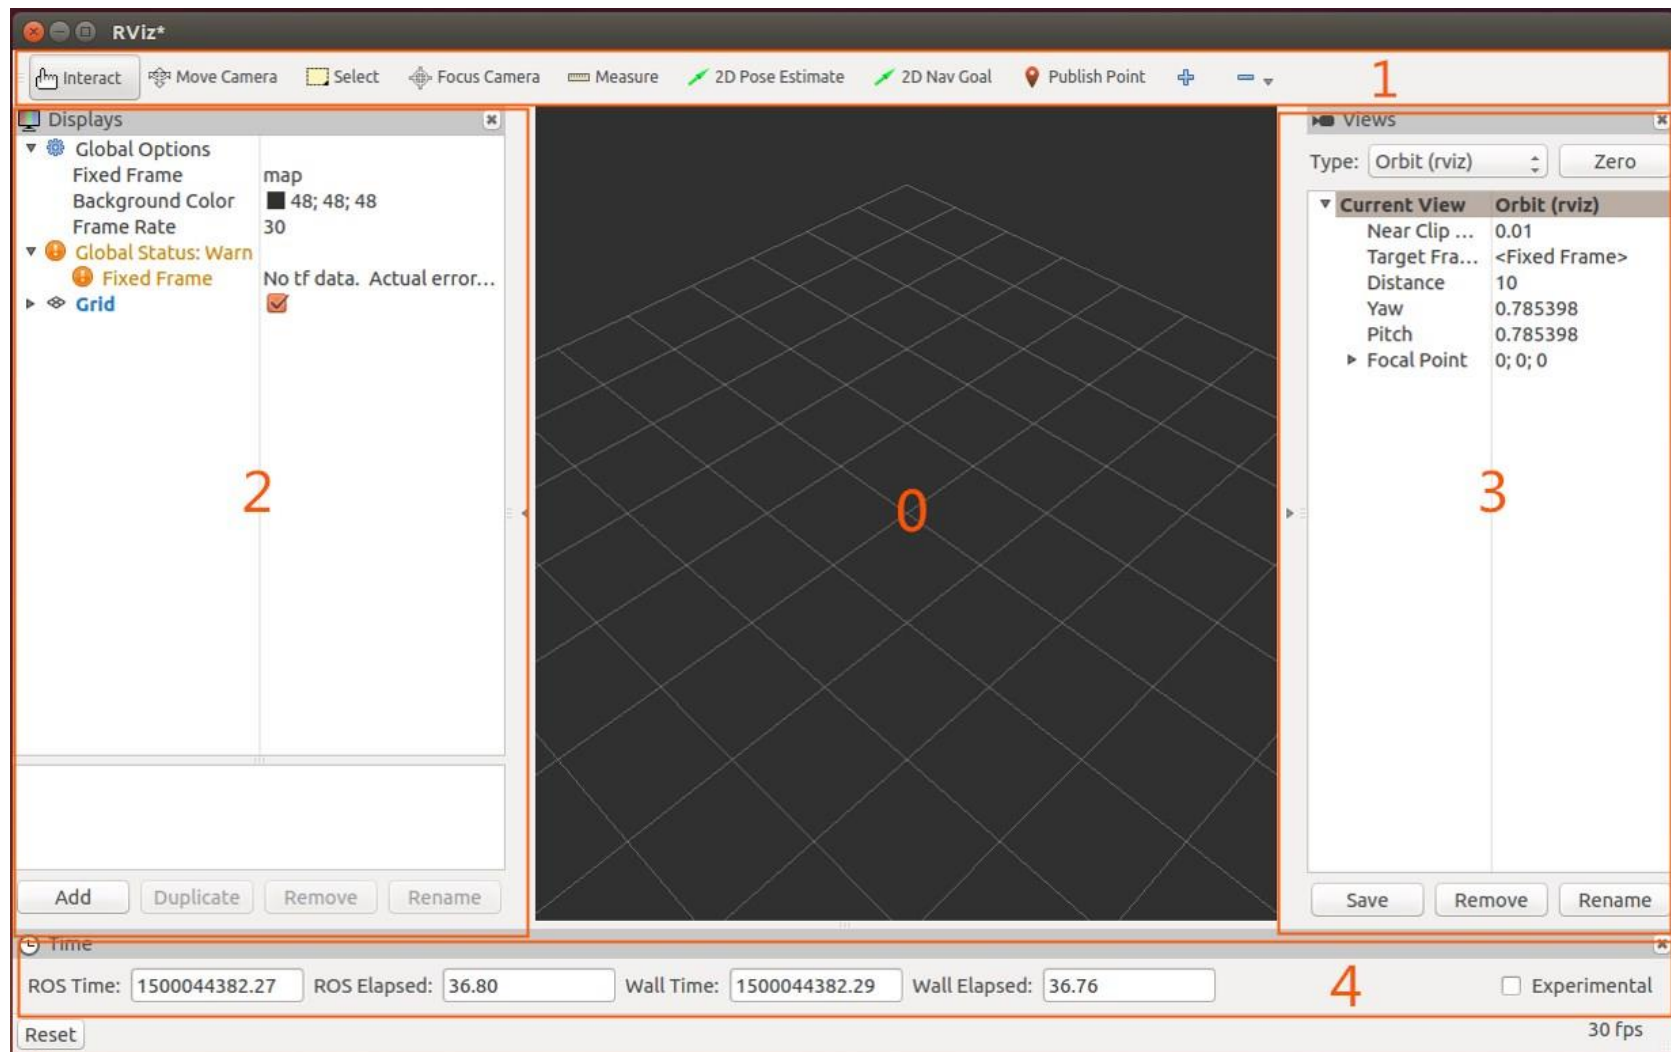 RViz*
Interact Move Camera Select Focus Camera Measure 2D Pose Estimate 2D Nav Goal Publish Point
1
Displays
Global Options
Fixed Frame map
Background Color 48; 48; 48
Frame Rate 30
Global Status: Warn
Fixed Frame No tf data. Actual error...
Grid
2
Add Duplicate Remove Rename
0
Views
Type: Orbit (rviz) Zero
Current View Orbit (rviz)
Near Clip ... 0.01
Target Fra... <Fixed Frame>
Distance 10
Yaw 0.785398
Pitch 0.785398
Focal Point 0; 0; 0
3
Save Remove Rename
Time
ROS Time: 1500044382.27 ROS Elapsed: 36.80 Wall Time: 1500044382.29 Wall Elapsed: 36.76 4 Experimental
Reset 30 fps